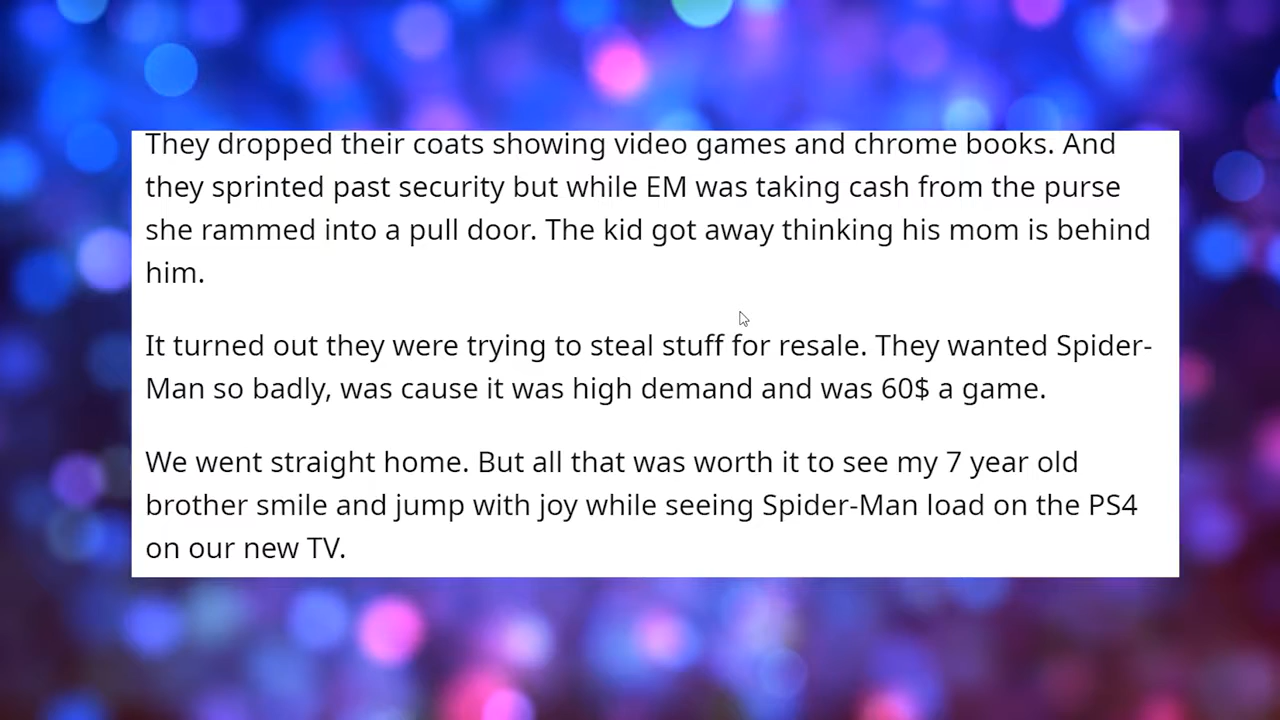 They dropped their coats showing video games and chrome books. And
they sprinted past security but while EM was taking cash from the purse
she rammed into a pull door. The kid got away thinking his mom is behind
him.
It turned out they were trying to steal stuff for resale. They wanted Spider-
Man so badly, was cause it was high demand and was 60$ a game.
We went straight home. But all that was worth it to see my 7 year old
brother smile and jump with joy while seeing Spider-Man load on the PS4
on our new TV.